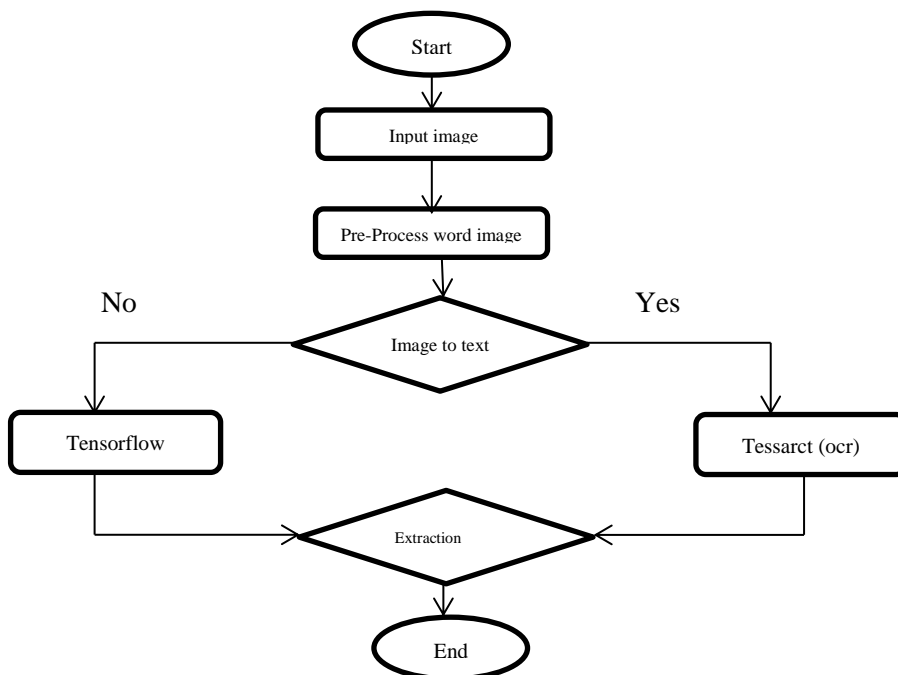 Start
Input image
Pre-Process word image
No
Yes
Image to text
Tensorflow
Tessarct (ocr)
Extraction
End